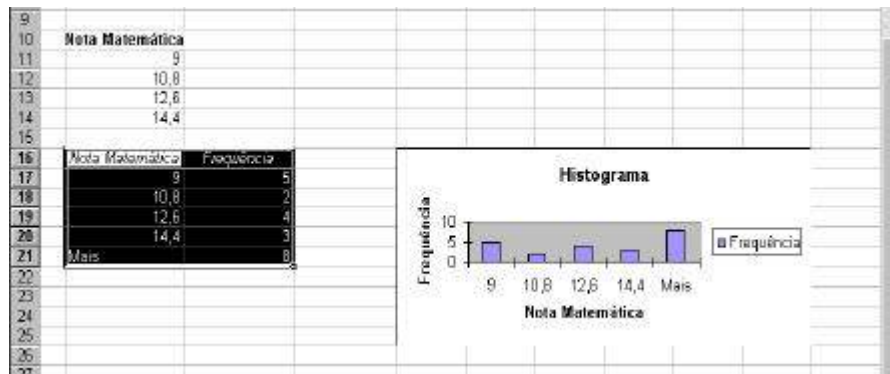 9
10 Nota Matemática
11 9
12 10,8
13 12,6
14 14,4
15
16 Nota Matemática Frequência
17 9 5
18 10,8 2
19 12,6 4
20 14,4 3
21 Mais 8
22
23
24
25
26
27
Histograma
Frequência
10
5
0
9 10,8 12,6 14,4 Mais
Nota Matemática
Frequência